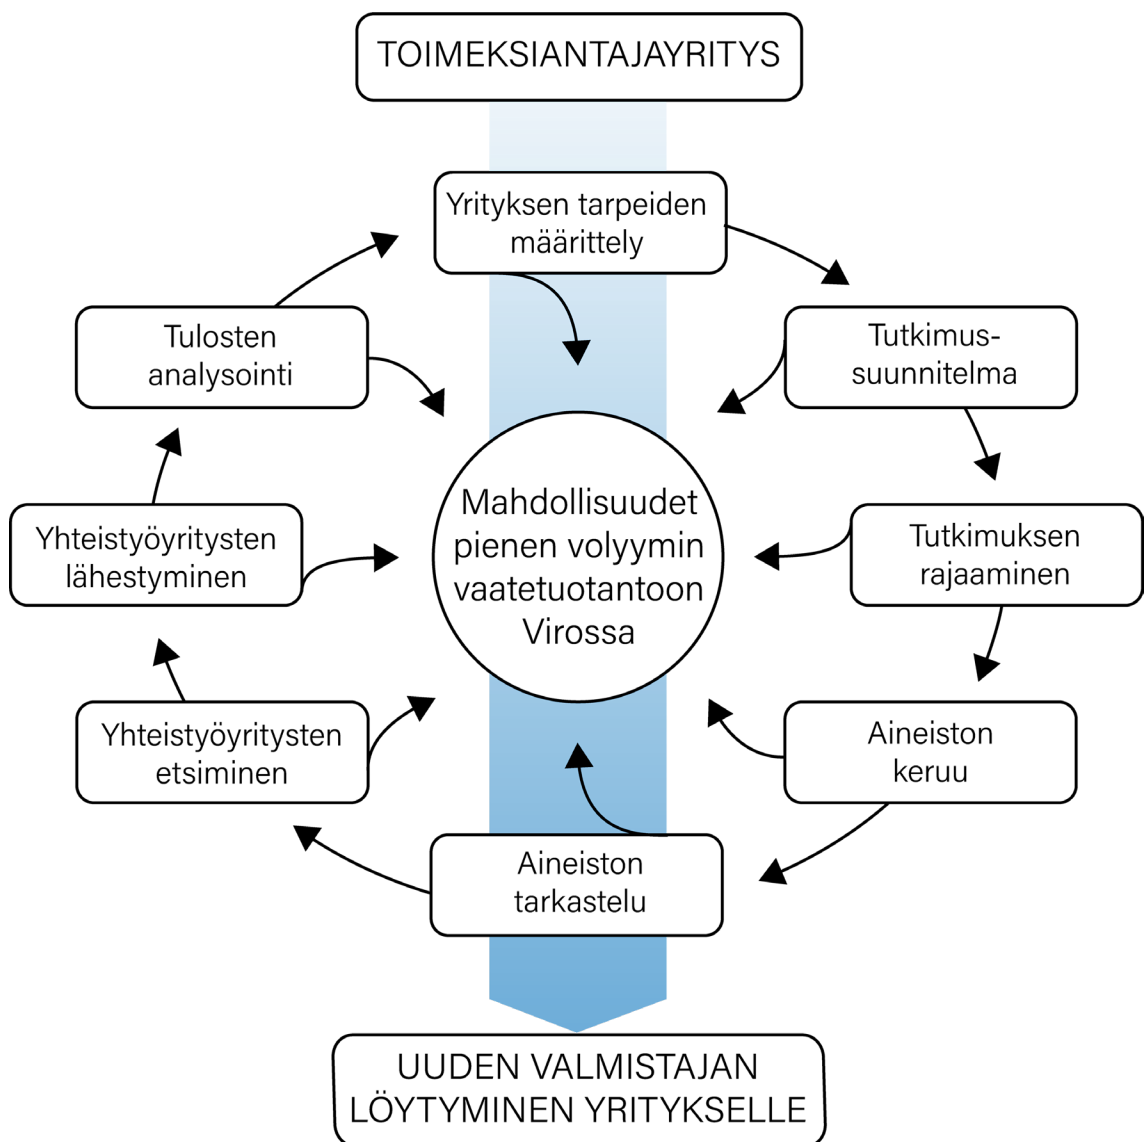 TOIMEKSIANTAJAYRITYS
Yrityksen tarpeiden
määrittely
Tutkimus-
suunnitelma
Tutkimuksen
rajaaminen
Aineiston
keruu
Aineiston
tarkastelu
Yhteistyöyritysten
etsiminen
Yhteistyöyritysten
lähestyminen
Tulosten
analysointi
Mahdollisuudet
pienen volyymin
vaatetuotantoon
Virossa
UUDEN VALMISTAJAN
LÖYTYMINEN YRITYKSELLE